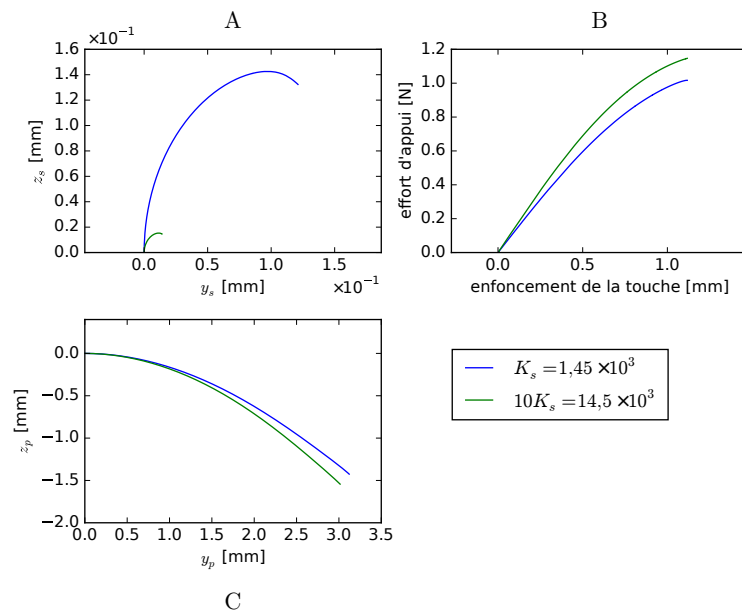 A
×10⁻¹
1.6
1.4
1.2
1.0
0.8
0.6
0.4
0.2
0.0
z_s [mm]
0.0 0.5 1.0 1.5
y_s [mm]
×10⁻¹
B
1.2
1.0
0.8
0.6
0.4
0.2
0.0
effort d'appui [N]
0.0 0.5 1.0
enfoncement de la touche [mm]
0.0
−0.5
−1.0
−1.5
−2.0
z_p [mm]
0.0 0.5 1.0 1.5 2.0 2.5 3.0 3.5
y_p [mm]
C
K_s =1,45 ×10³
10K_s =14,5 ×10³